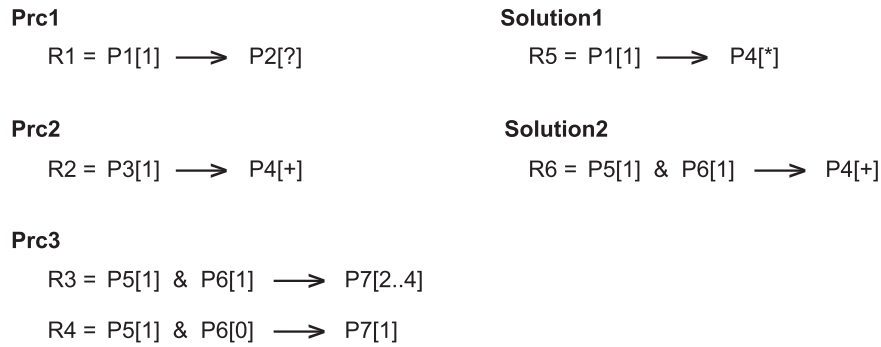 Prc1
R1 = P1[1] ⟶ P2[?]
Prc2
R2 = P3[1] ⟶ P4[+]
Prc3
R3 = P5[1] & P6[1] ⟶ P7[2..4]
R4 = P5[1] & P6[0] ⟶ P7[1]
Solution1
R5 = P1[1] ⟶ P4[*]
Solution2
R6 = P5[1] & P6[1] ⟶ P4[+]